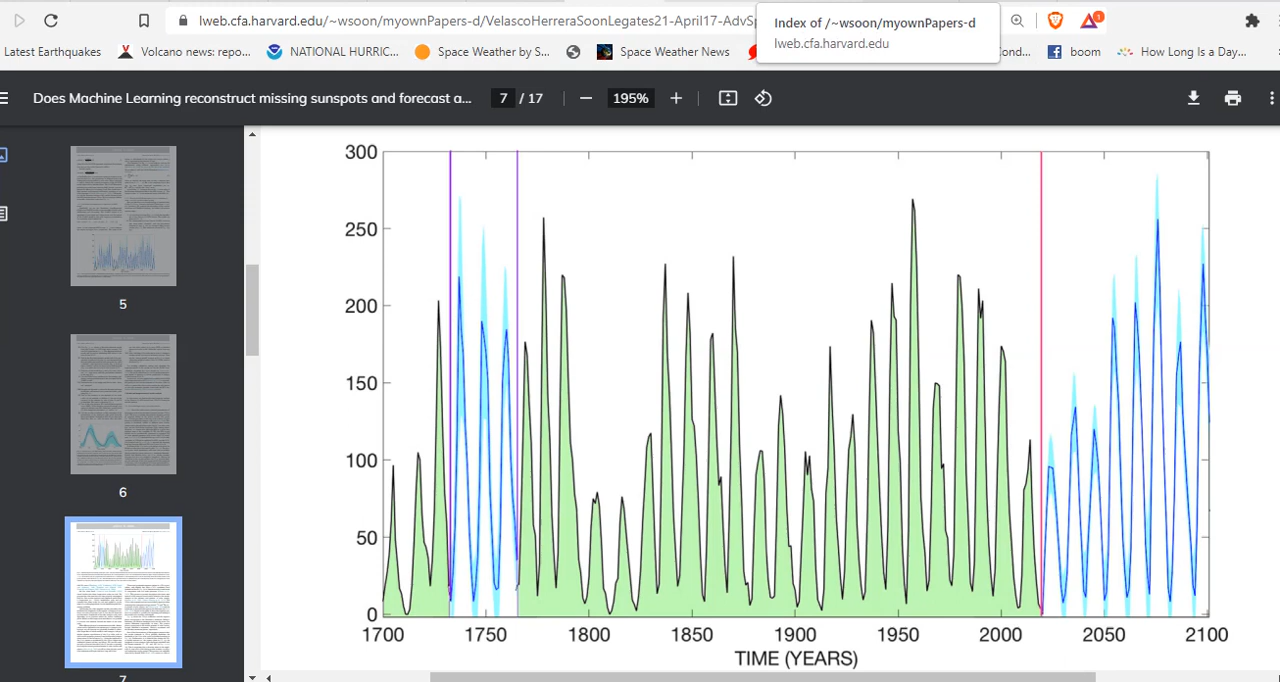 lweb.cfa.harvard.edu/~wsoon/myownPapers-d/VelascoHerreraSoonLegates21-April17-AdvSp
Index of /~wsoon/myownPapers-d
lweb.cfa.harvard.edu
1
Latest Earthquakes Volcano news: repo... NATIONAL HURRIC... Space Weather by S... Space Weather News ond... boom How Long Is a Day...
Does Machine Learning reconstruct missing sunspots and forecast a... 7 / 17 195%
5
6
7
300
250
200
150
100
50
0
1700 1750 1800 1850 1900 1950 2000 2050 2100
TIME (YEARS)